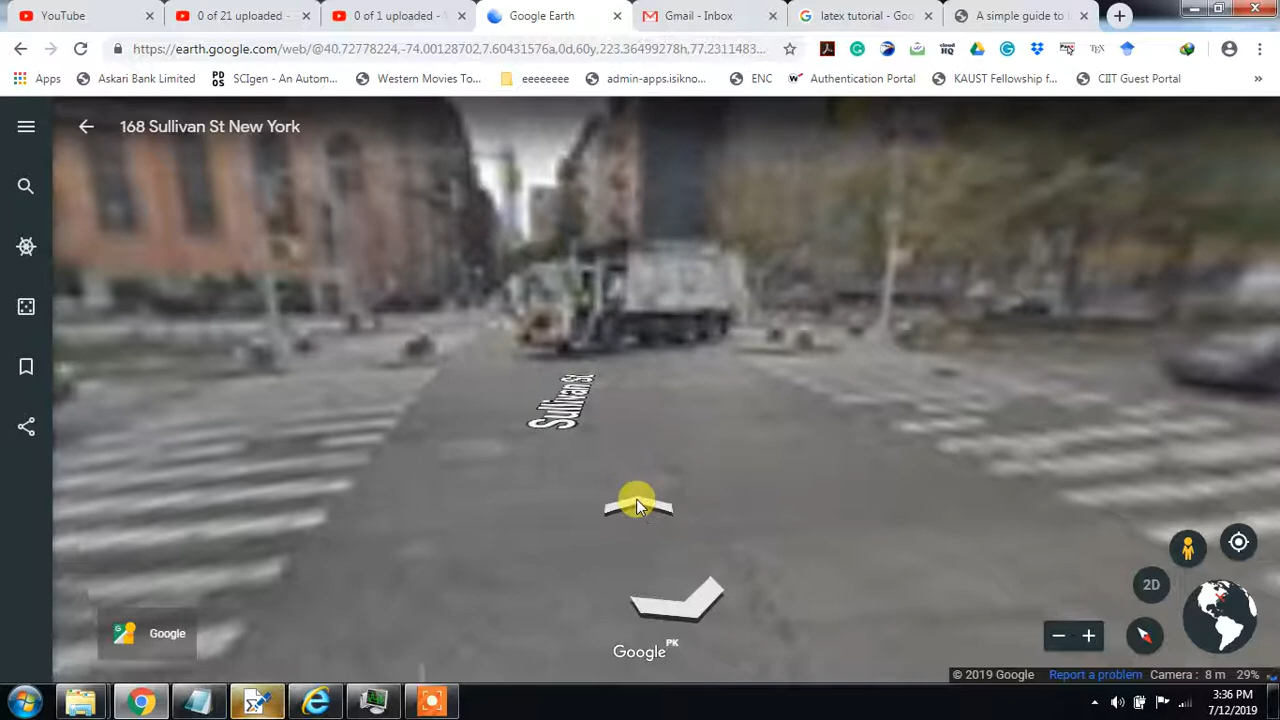 YouTube
0 of 21 uploaded -
0 of 1 uploaded -
Google Earth
Gmail - Inbox
latex tutorial - Goo
A simple guide to L
https://earth.google.com/web/@40.72778224,-74.00128702,7.60431576a,0d,60y,223.36499278h,77.2311483...
Apps
Askari Bank Limited
SCIgen - An Autom...
Western Movies To...
eeeeeee
admin-apps.isikno...
ENC
Authentication Portal
KAUST Fellowship f...
CIIT Guest Portal
»
168 Sullivan St New York
Sullivan St
2D
Google
Google PK
© 2019 Google
Report a problem
Camera : 8 m
29%
3:36 PM
7/12/2019